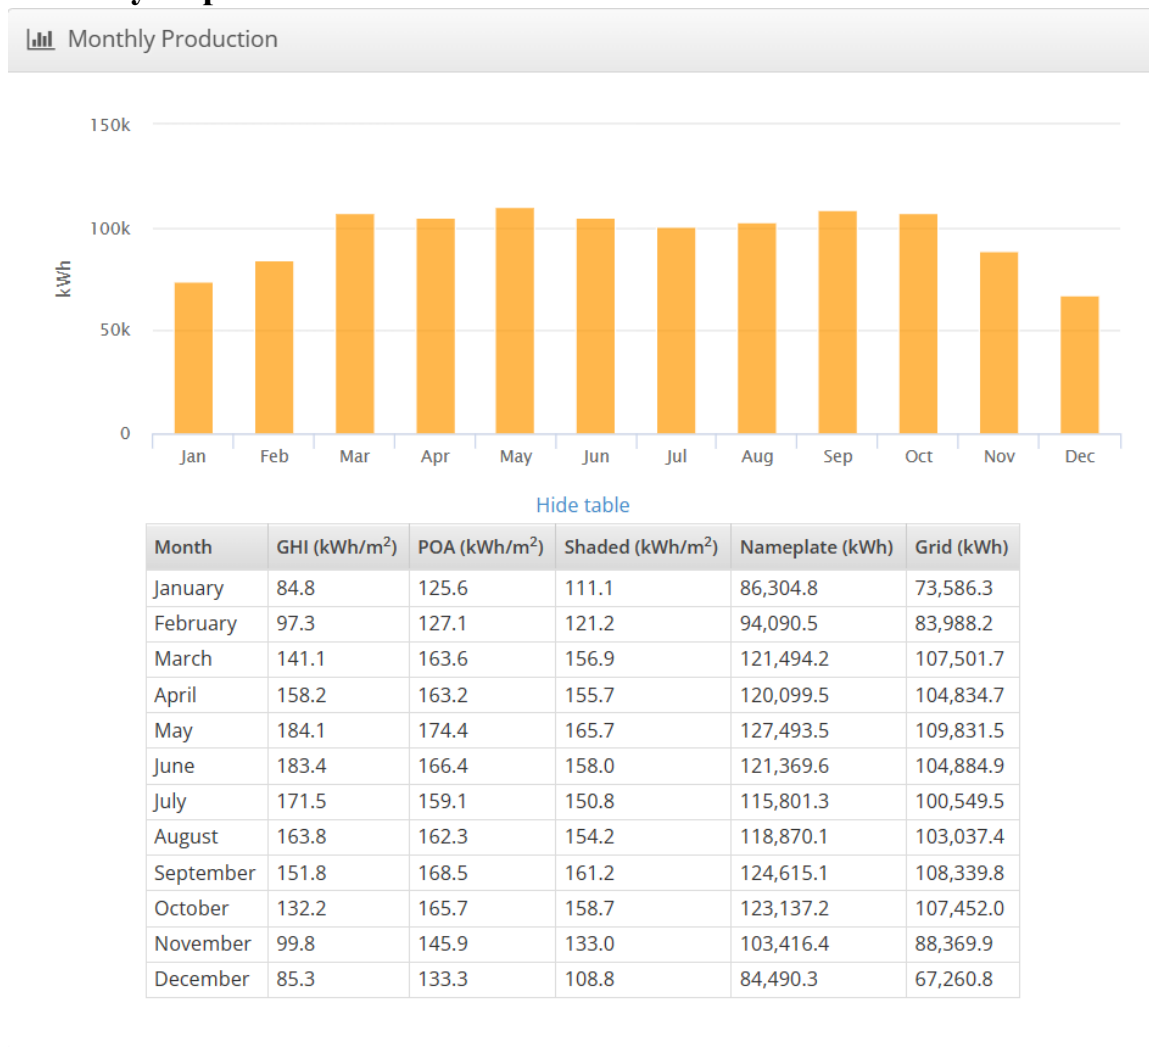 Monthly Production
150k
100k
50k
0
kWh
Jan Feb Mar Apr May Jun Jul Aug Sep Oct Nov Dec
Hide table
Month GHI (kWh/m²) POA (kWh/m²) Shaded (kWh/m²) Nameplate (kWh) Grid (kWh)
January 84.8 125.6 111.1 86,304.8 73,586.3
February 97.3 127.1 121.2 94,090.5 83,988.2
March 141.1 163.6 156.9 121,494.2 107,501.7
April 158.2 163.2 155.7 120,099.5 104,834.7
May 184.1 174.4 165.7 127,493.5 109,831.5
June 183.4 166.4 158.0 121,369.6 104,884.9
July 171.5 159.1 150.8 115,801.3 100,549.5
August 163.8 162.3 154.2 118,870.1 103,037.4
September 151.8 168.5 161.2 124,615.1 108,339.8
October 132.2 165.7 158.7 123,137.2 107,452.0
November 99.8 145.9 133.0 103,416.4 88,369.9
December 85.3 133.3 108.8 84,490.3 67,260.8